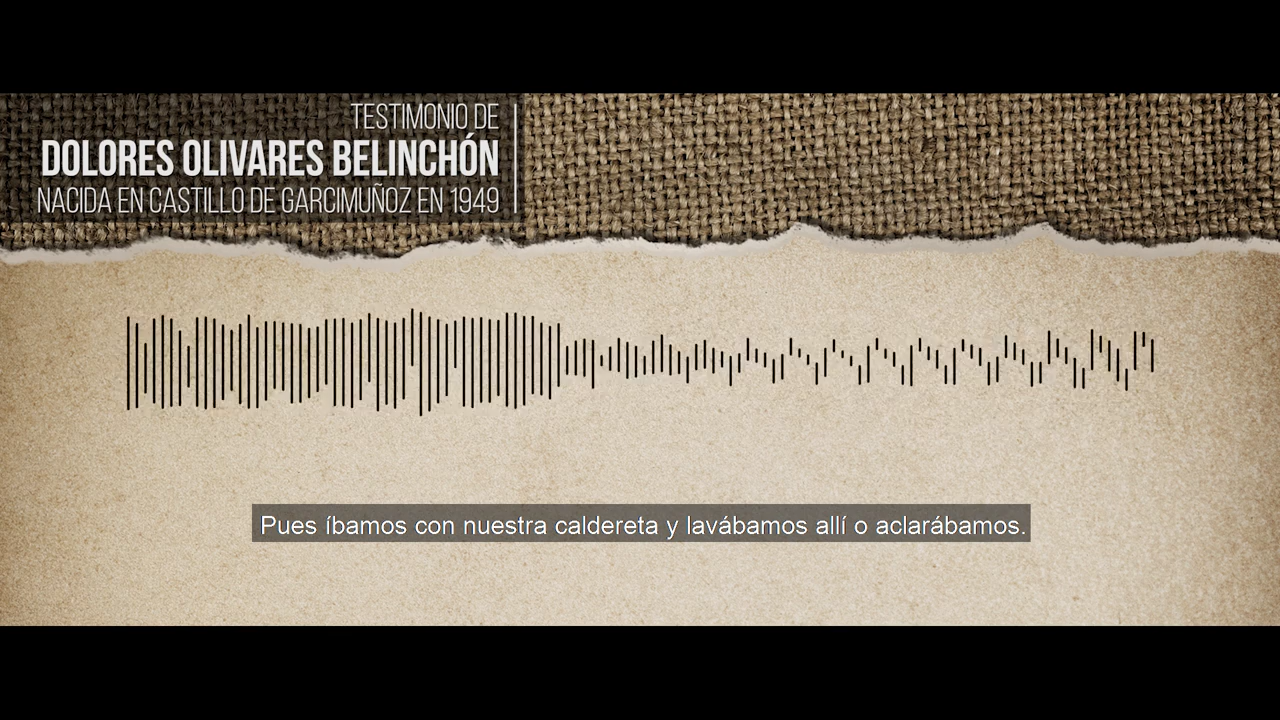 TESTIMONIO DE
DOLORES OLIVARES BELINCHÓN
NACIDA EN CASTILLO DE GARCIMUÑOZ EN 1949
Pues íbamos con nuestra caldereta y lavábamos allí o aclarábamos.